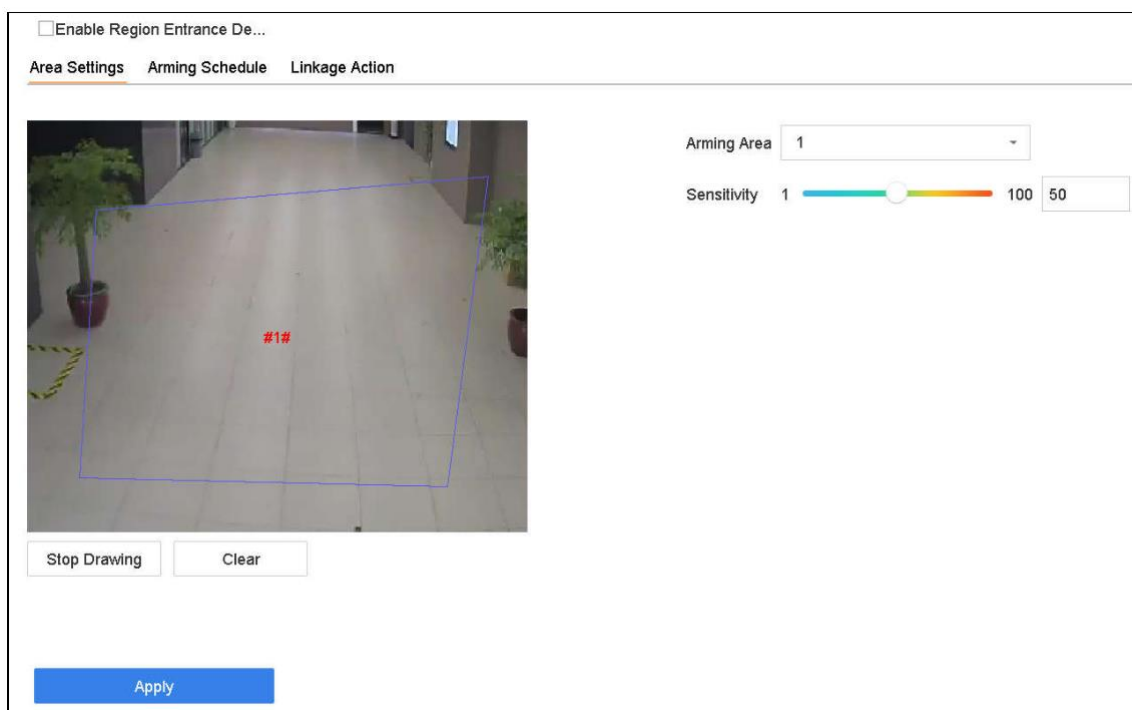 Enable Region Entrance De...
Area Settings Arming Schedule Linkage Action
Arming Area 1
Sensitivity 1 100 50
#1#
Stop Drawing Clear
Apply